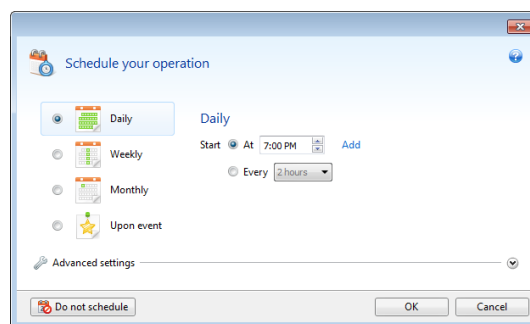 Schedule your operation
Daily
Weekly
Monthly
Upon event
Daily
Start At 7:00 PM Add
Every 2 hours
Advanced settings
Do not schedule
OK
Cancel